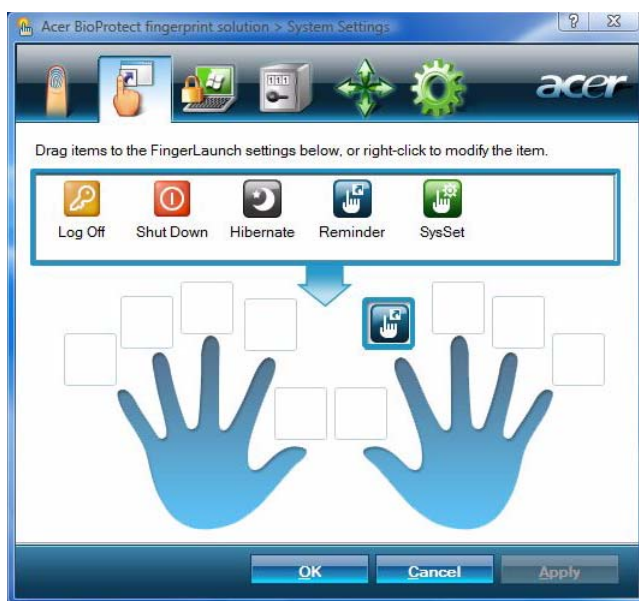 Acer BioProtect fingerprint solution > System Settings
acer
Drag items to the FingerLaunch settings below, or right-click to modify the item.
Log Off Shut Down Hibernate Reminder SysSet
OK Cancel Apply